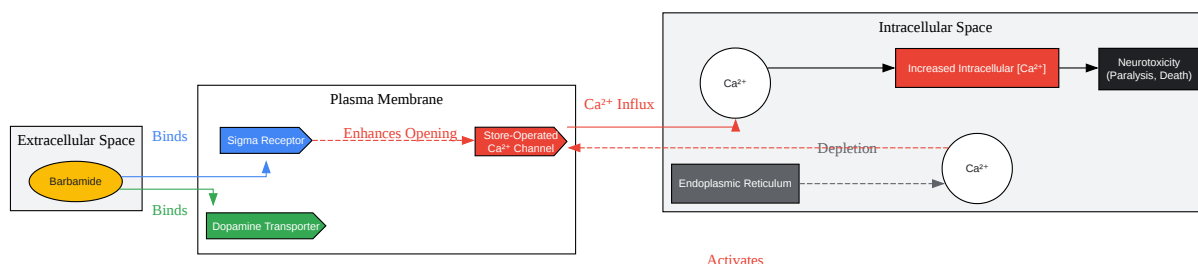 Extracellular Space
Barbamide
Binds
Binds
Plasma Membrane
Sigma Receptor
Enhances Opening
Store-Operated
Ca²⁺ Channel
Dopamine Transporter
Ca²⁺ Influx
Intracellular Space
Ca²⁺
Increased Intracellular [Ca²⁺]
Neurotoxicity
(Paralysis, Death)
Depletion
Endoplasmic Reticulum
Ca²⁺
Activates